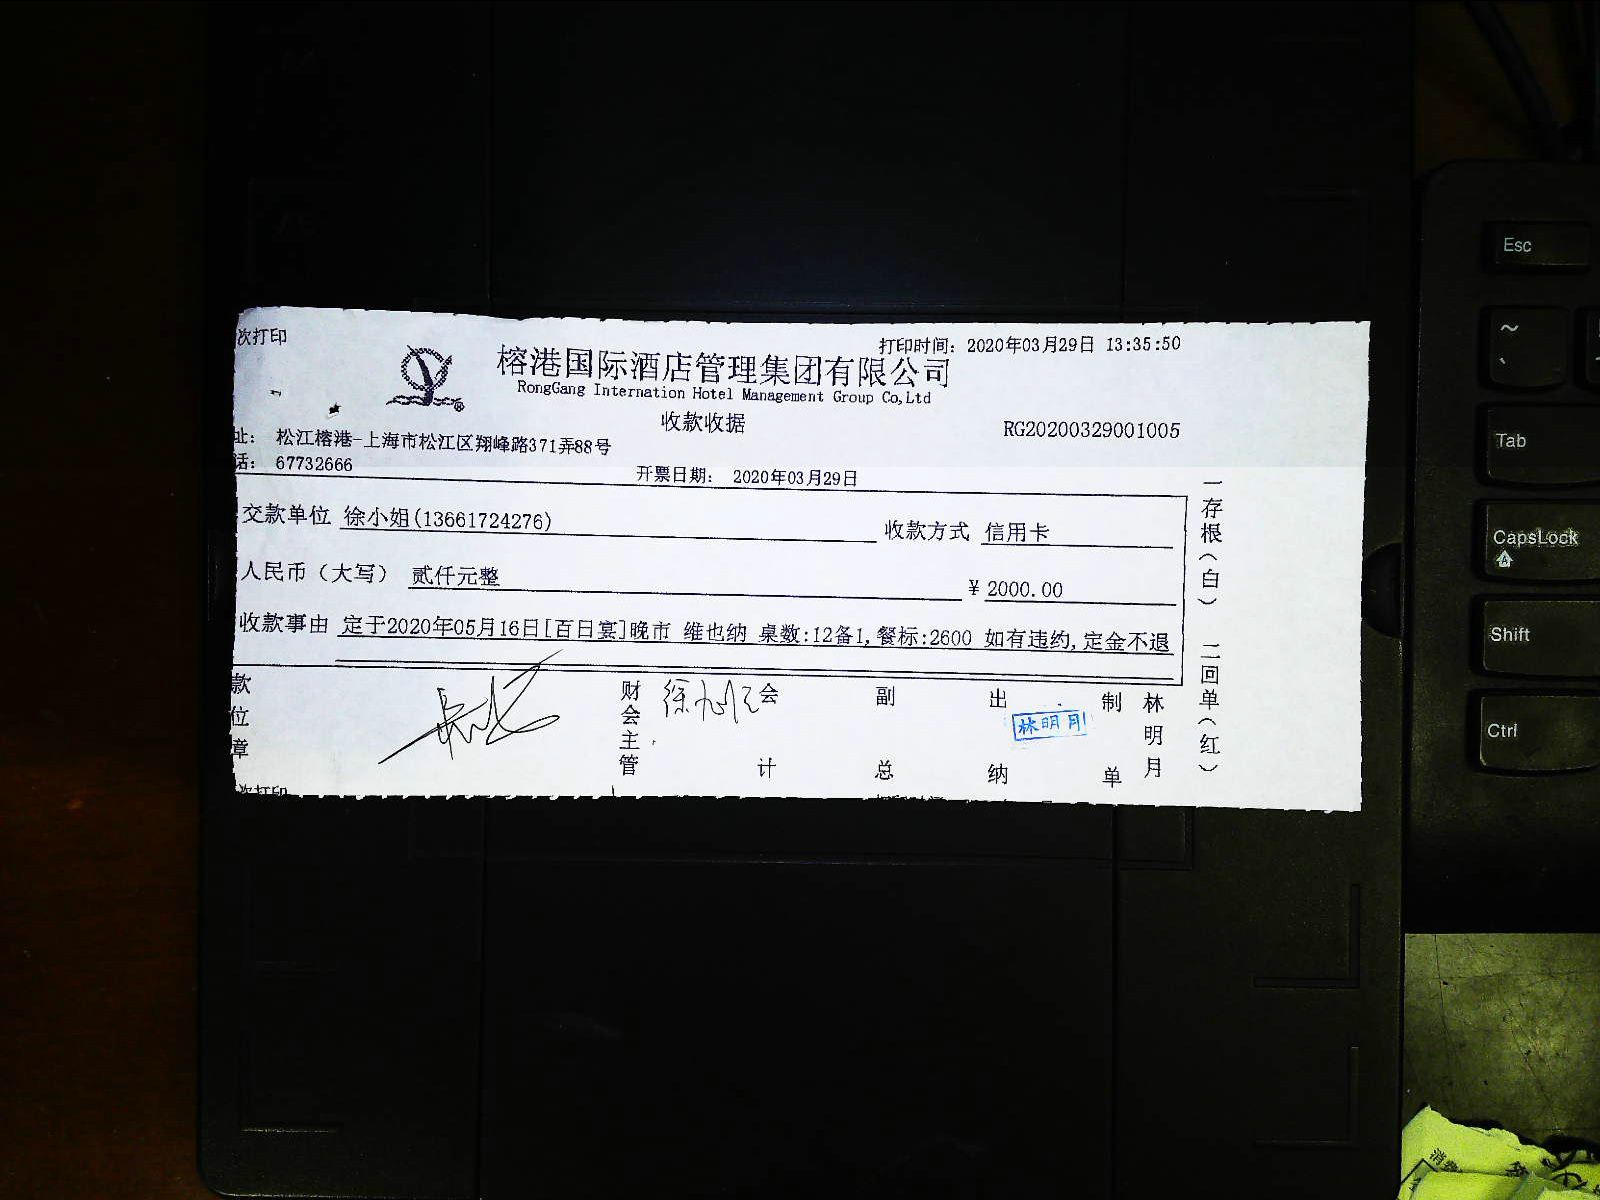 次打印
打印时间: 2020年03月29日 13:35:50
榕港国际酒店管理集团有限公司
RongGang Internation Hotel Management Group Co,Ltd
收款收据
RG20200329001005
址: 松江榕港-上海市松江区翔峰路371弄88号
话: 67732666
开票日期: 2020年03月29日
交款单位 徐小姐(13661724276)
收款方式 信用卡
人民币（大写） 贰仟元整
¥ 2000.00
收款事由 定于2020年05月16日[百日宴]晚市 维也纳 桌数:12备1,餐标:2600 如有违约,定金不退
款位章
财会主管
会计
副总
出纳
林明月
制单
林明月
一存根（白） 二回单（红）
次打印
Esc
~
Tab
CapsLock
Shift
Ctrl